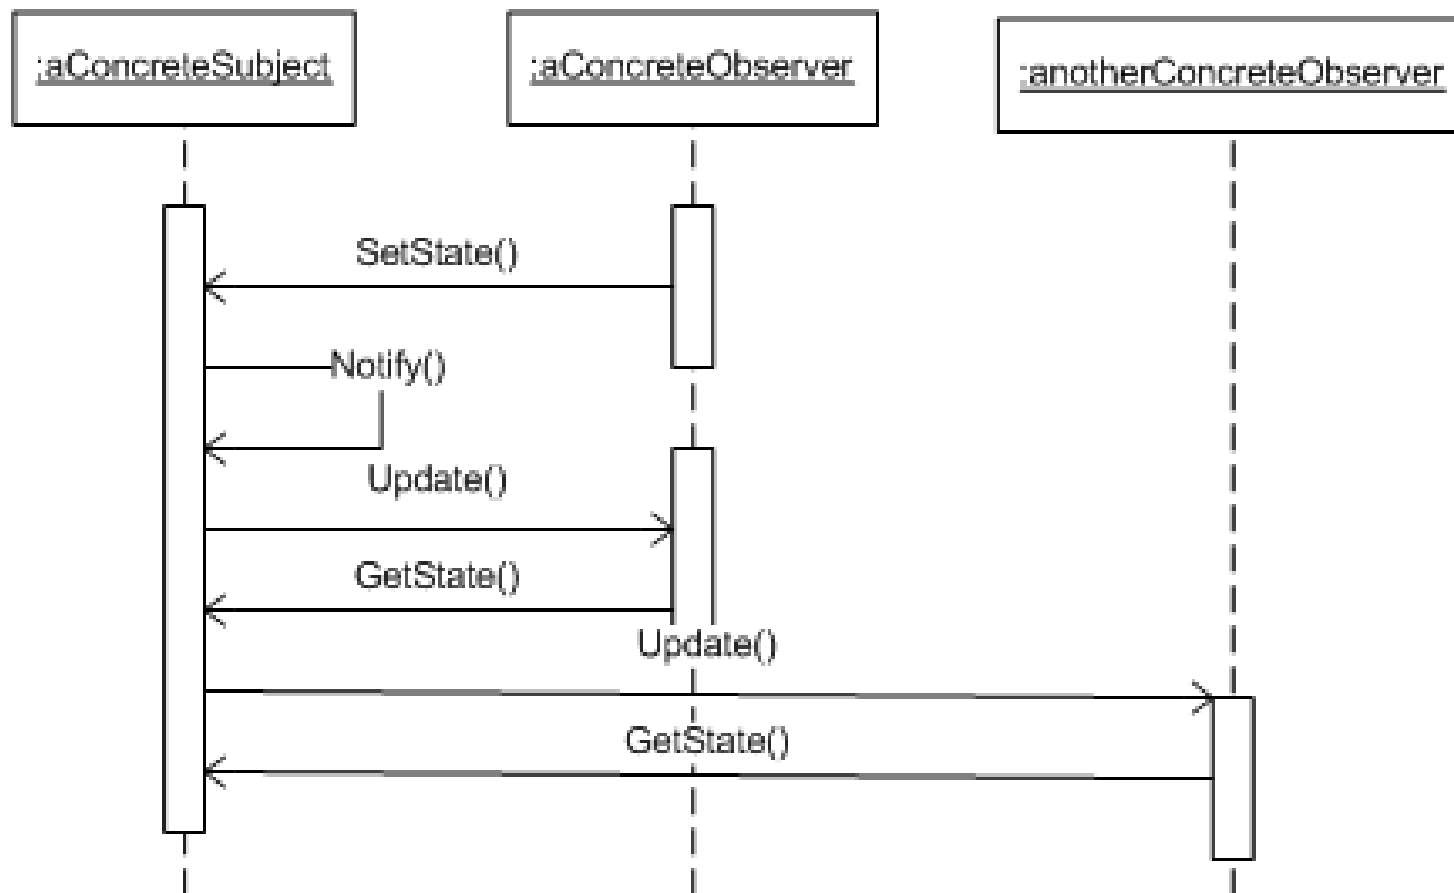 :aConcreteSubject
:aConcreteObserver
:anotherConcreteObserver
SetState()
Notify()
Update()
GetState()
Update()
GetState()